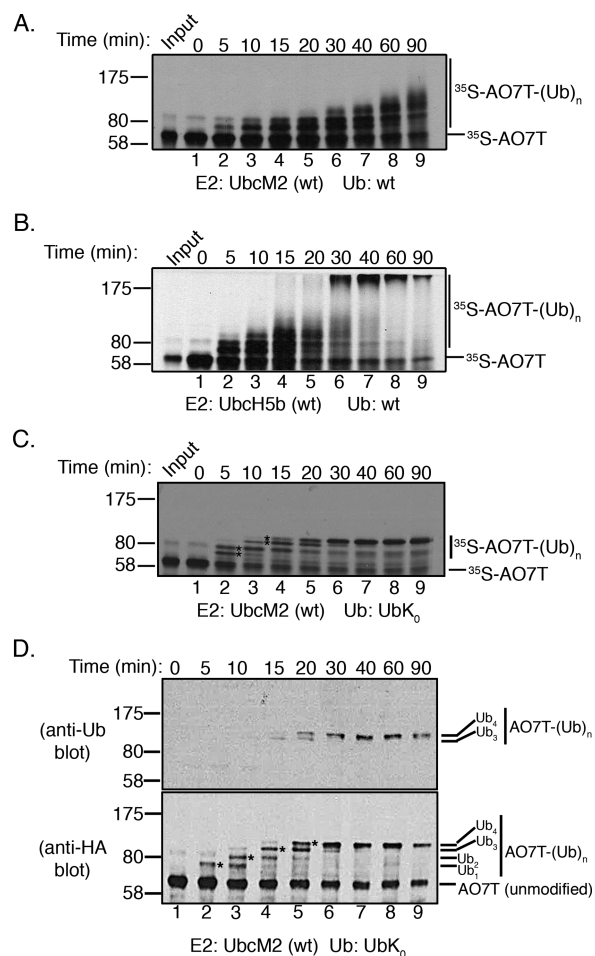 A.
Time (min): Input 0 5 10 15 20 30 40 60 90
175
80
58
³⁵S-AO7T-(Ub)ₙ
³⁵S-AO7T
1 2 3 4 5 6 7 8 9
E2: UbcM2 (wt) Ub: wt
B.
Time (min): Input 0 5 10 15 20 30 40 60 90
175
80
58
³⁵S-AO7T-(Ub)ₙ
³⁵S-AO7T
1 2 3 4 5 6 7 8 9
E2: UbcH5b (wt) Ub: wt
C.
Time (min): Input 0 5 10 15 20 30 40 60 90
175
80
58
* * * *
³⁵S-AO7T-(Ub)ₙ
³⁵S-AO7T
1 2 3 4 5 6 7 8 9
E2: UbcM2 (wt) Ub: UbK₀
D.
Time (min): 0 5 10 15 20 30 40 60 90
(anti-Ub blot)
175
80
58
Ub₄
Ub₃
AO7T-(Ub)ₙ
(anti-HA blot)
175
80
58
* * * *
Ub₄
Ub₃
Ub₂
Ub₁
AO7T-(Ub)ₙ
AO7T (unmodified)
1 2 3 4 5 6 7 8 9
E2: UbcM2 (wt) Ub: UbK₀